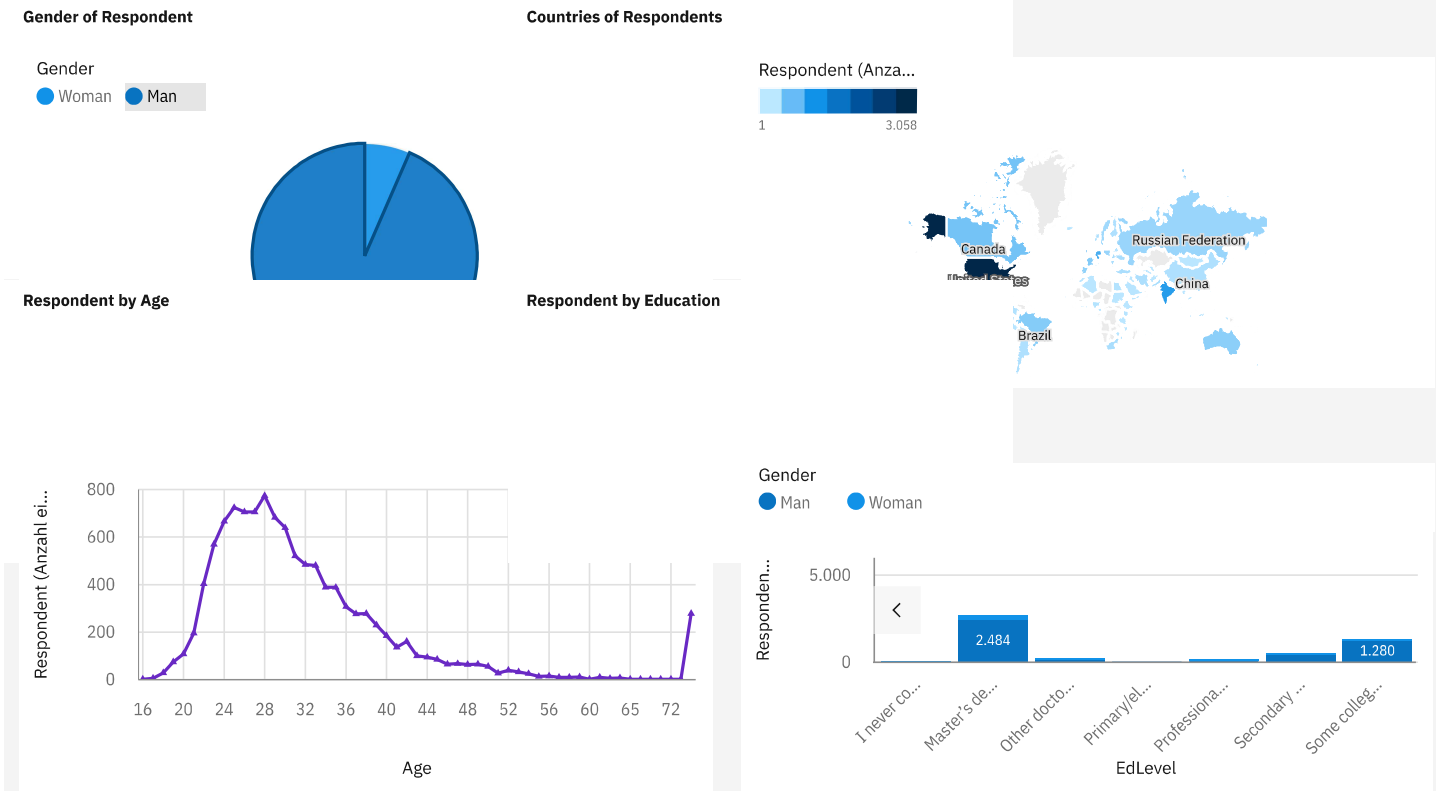 Gender of Respondent
Countries of Respondents
Gender
Woman
Man
Respondent (Anza...
1
3.058
Canada
Russian Federation
China
Brazil
Respondent by Age
Respondent by Education
Respondent (Anzahl ei...
800
600
400
200
0
16 20 24 28 32 36 40 44 48 52 56 60 65 72
Age
Gender
Man
Woman
Responden...
5.000
0
2.484
1.280
I never co...
Master's de...
Other docto...
Primary/el...
Professiona...
Secondary ...
Some colleg...
EdLevel